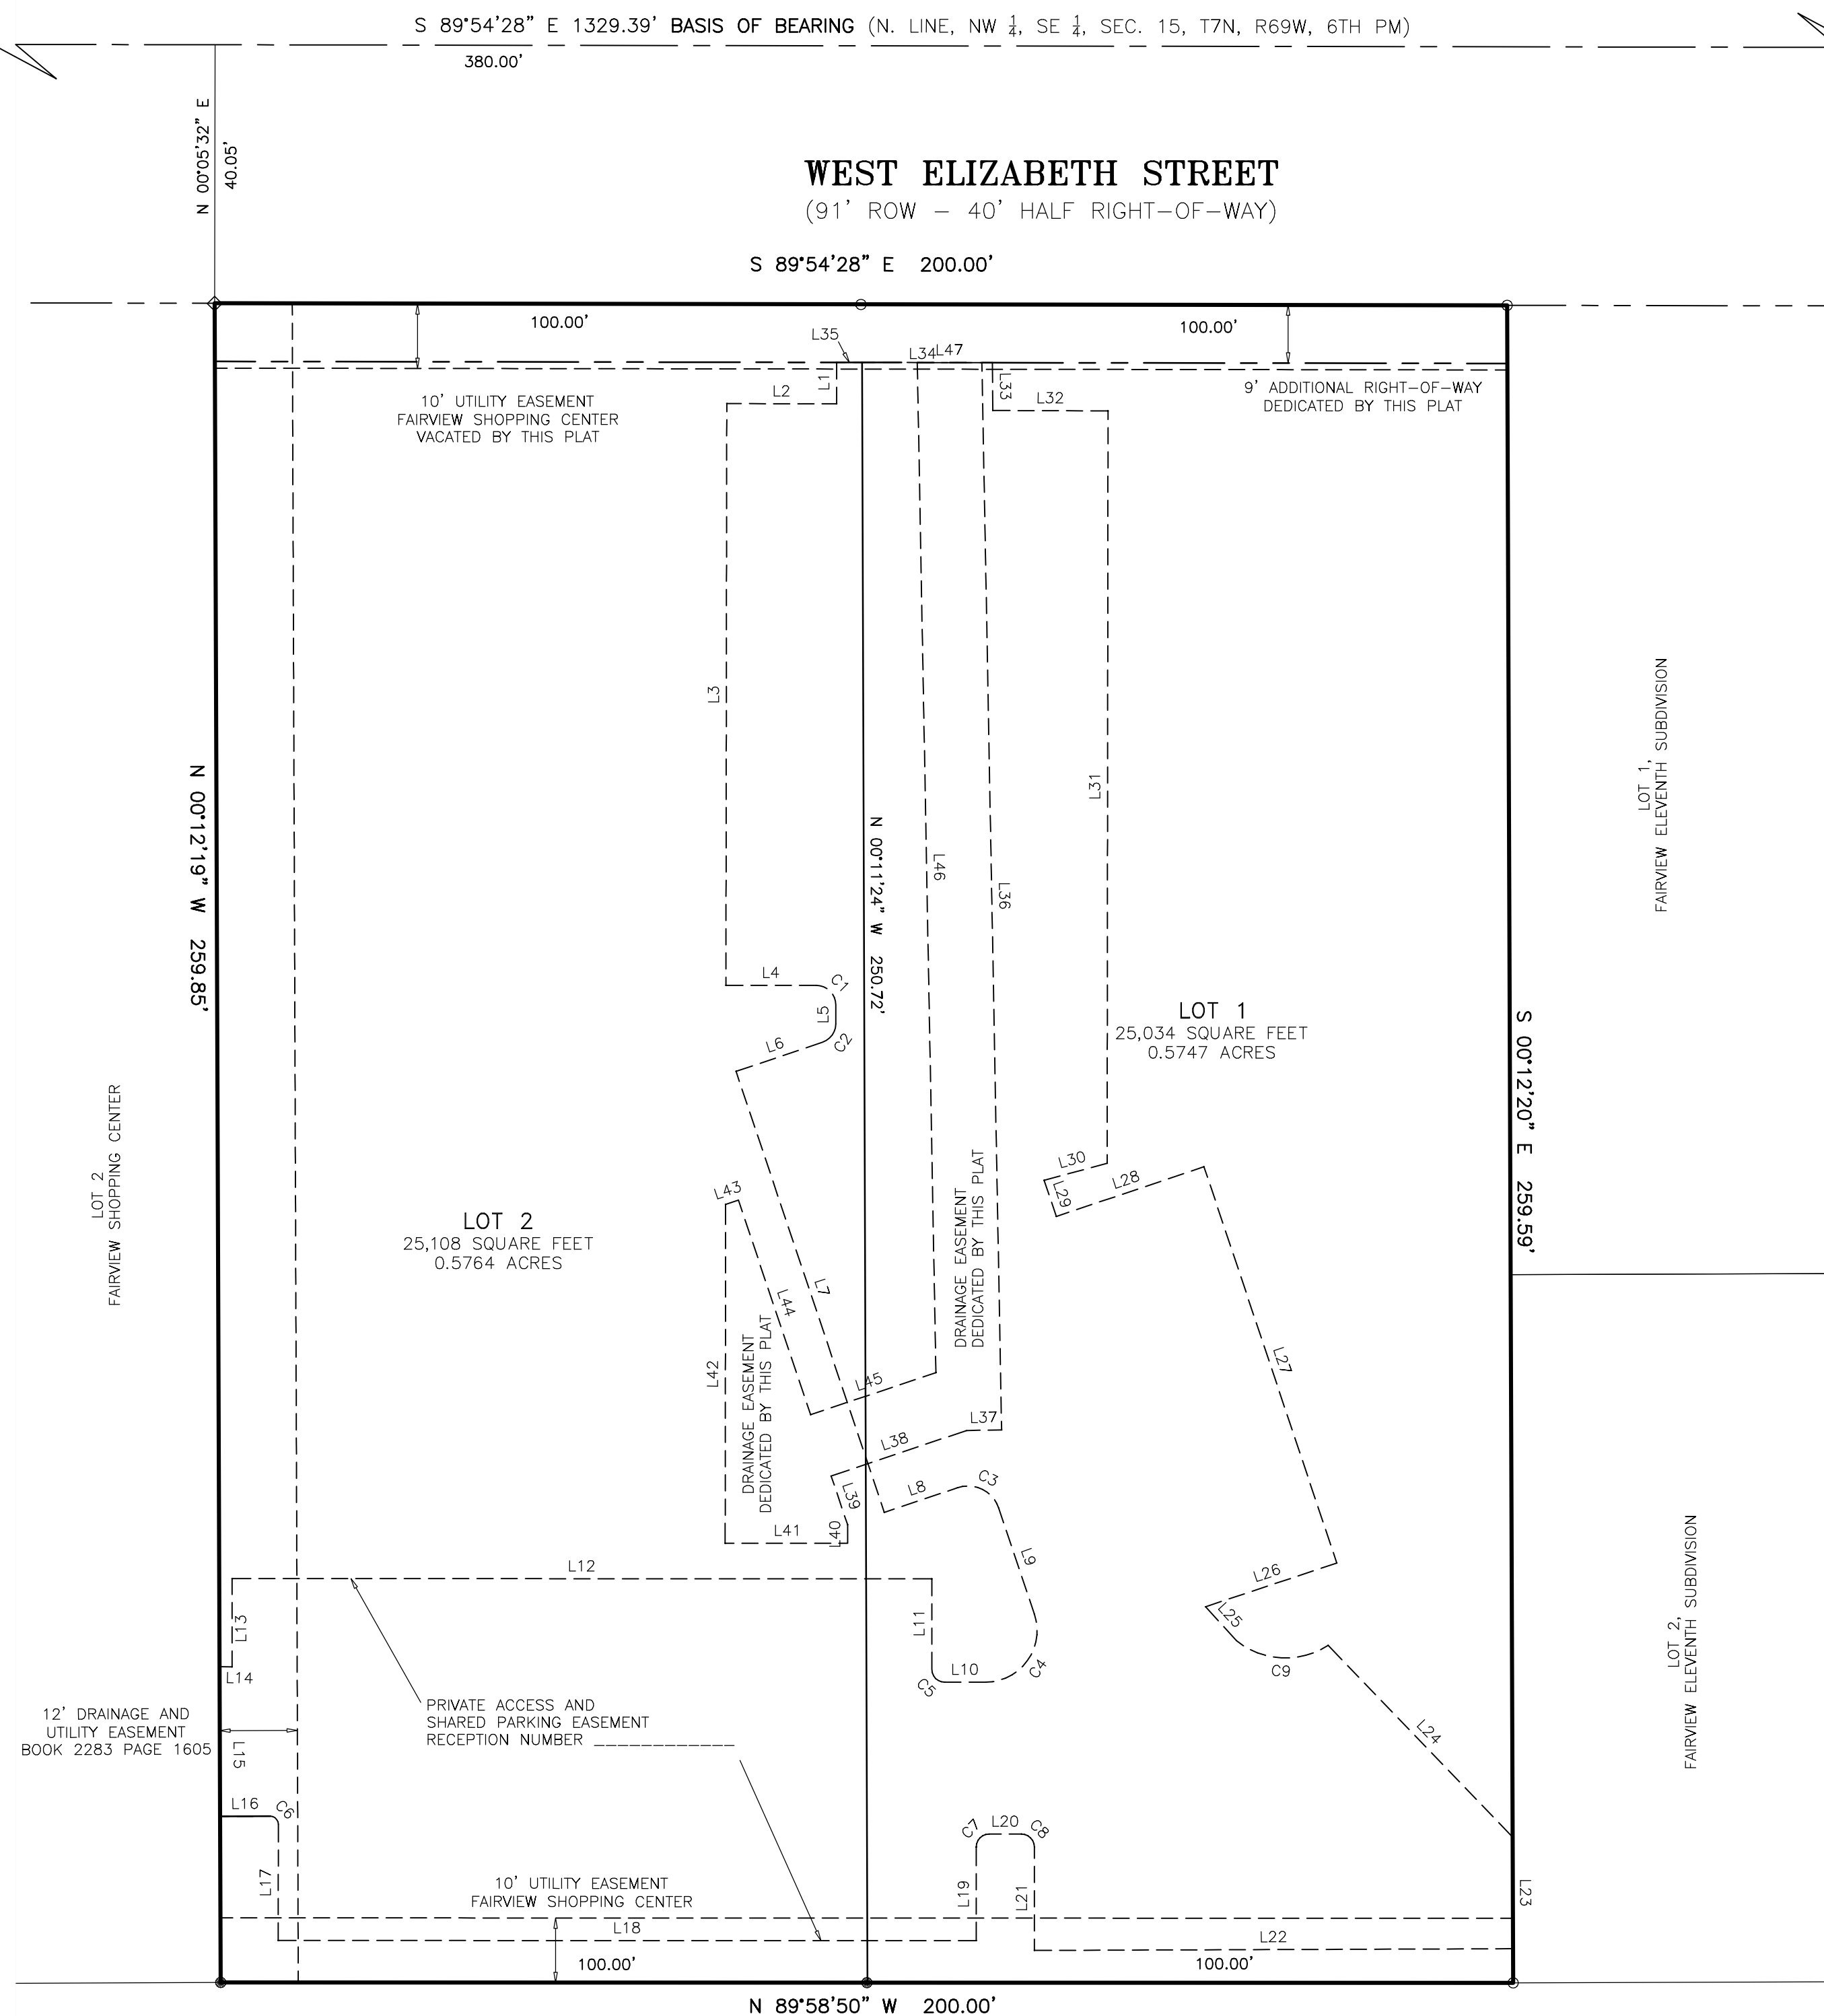 S 89°54'28" E 1329.39' BASIS OF BEARING (N. LINE, NW 1/4, SE 1/4, SEC. 15, T7N, R69W, 6TH PM)
380.00'
N 00°05'32" E
40.05'
WEST ELIZABETH STREET
(91' ROW – 40' HALF RIGHT–OF–WAY)
S 89°54'28" E 200.00'
100.00'
100.00'
L35
L34
L47
L1
L2
L33
L32
10' UTILITY EASEMENT
FAIRVIEW SHOPPING CENTER
VACATED BY THIS PLAT
9' ADDITIONAL RIGHT–OF–WAY
DEDICATED BY THIS PLAT
L3
L31
L46
L36
N 00°12'19" W 259.85'
N 00°11'24" W 250.72'
LOT 1,
FAIRVIEW ELEVENTH SUBDIVISION
L4
C1
L5
C2
L6
LOT 1
25,034 SQUARE FEET
0.5747 ACRES
S 00°12'20" E 259.59'
LOT 2
FAIRVIEW SHOPPING CENTER
L30
L29
L28
L43
LOT 2
25,108 SQUARE FEET
0.5764 ACRES
L7
L44
DRAINAGE EASEMENT
DEDICATED BY THIS PLAT
L42
DRAINAGE EASEMENT
DEDICATED BY THIS PLAT
L45
L27
L37
L38
L39
L8
C3
L40
L41
L9
L12
L26
L25
L13
L11
L14
L10
C5
C4
C9
L24
LOT 2,
FAIRVIEW ELEVENTH SUBDIVISION
12' DRAINAGE AND
UTILITY EASEMENT
BOOK 2283 PAGE 1605
L15
PRIVATE ACCESS AND
SHARED PARKING EASEMENT
RECEPTION NUMBER ____________
L16
C6
C7
L20
C8
L17
10' UTILITY EASEMENT
FAIRVIEW SHOPPING CENTER
L18
L19
L21
L23
L22
100.00'
100.00'
N 89°58'50" W 200.00'